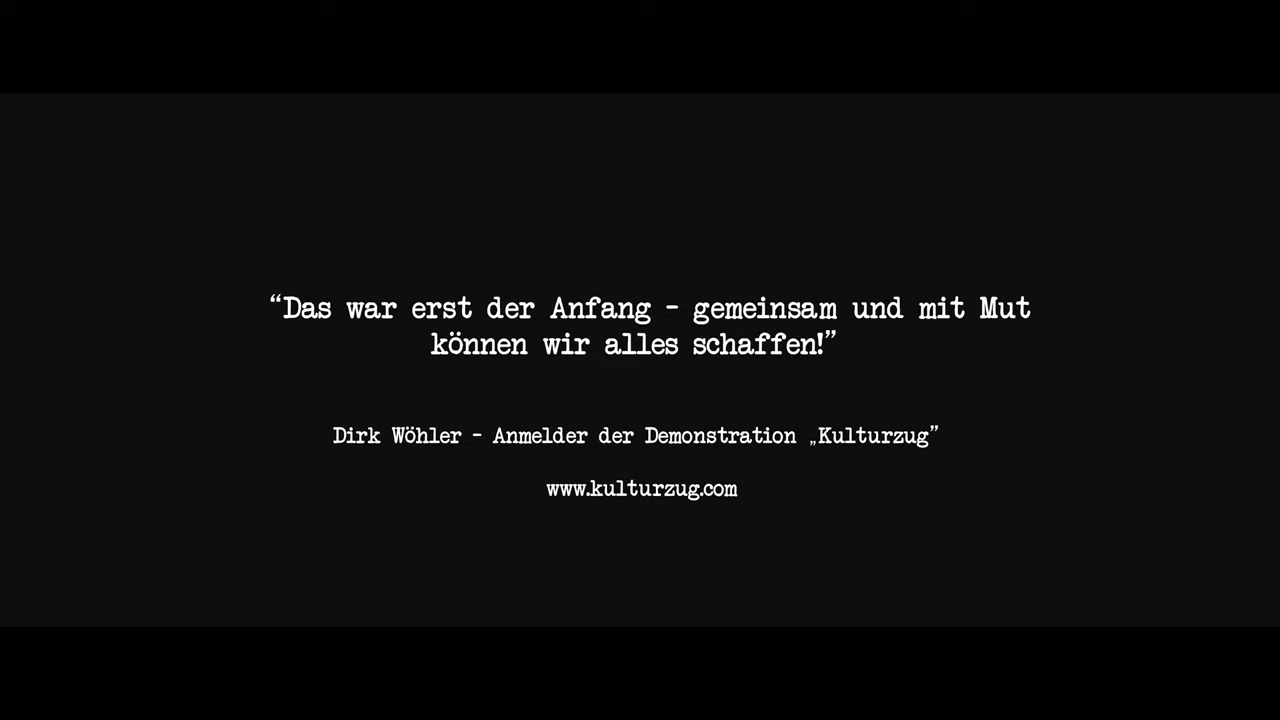 “Das war erst der Anfang - gemeinsam und mit Mut
können wir alles schaffen!”
Dirk Wöhler - Anmelder der Demonstration „Kulturzug”
www.kulturzug.com